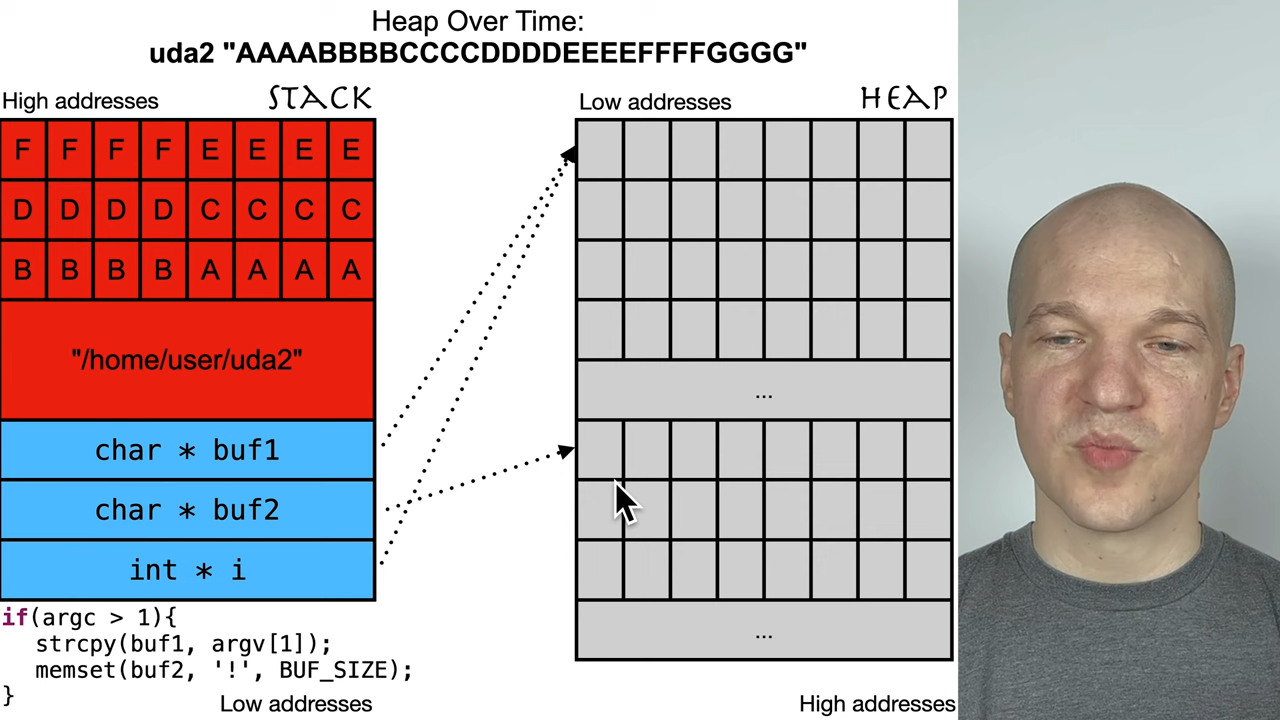 Heap Over Time:
uda2 "AAAABBBBCCCCDDDDEEEEFFFFGGGG"
High addresses STACK
F F F F E E E E
D D D D C C C C
B B B B A A A A
"/home/user/uda2"
char * buf1
char * buf2
int * i
if(argc > 1){
strcpy(buf1, argv[1]);
memset(buf2, '!', BUF_SIZE);
}
Low addresses
Low addresses HEAP
...
...
High addresses